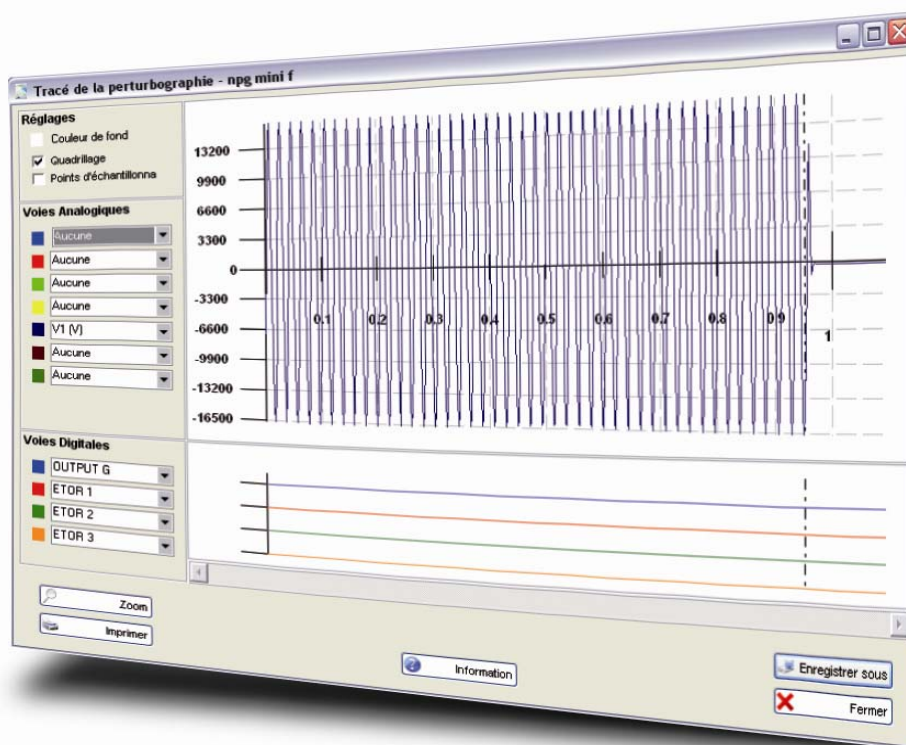 Tracé de la perturbographie - npg mini f
Réglages
Couleur de fond
Quadrillage
Points d'échantillonna
Voies Analogiques
Aucune
Aucune
Aucune
Aucune
V1 (V)
Aucune
Aucune
Voies Digitales
OUTPUT G
ETOR 1
ETOR 2
ETOR 3
13200
9900
6600
3300
0
-3300
-6600
-9900
-13200
-16500
0.1 0.2 0.3 0.4 0.5 0.6 0.7 0.8 0.9 1
Zoom
Imprimer
Information
Enregistrer sous
Fermer